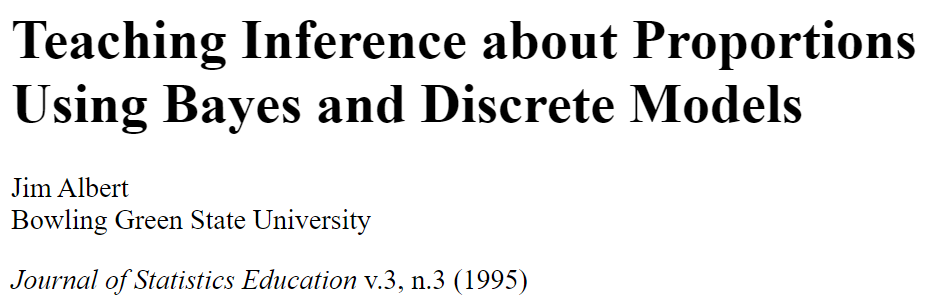 Teaching Inference about Proportions
Using Bayes and Discrete Models
Jim Albert
Bowling Green State University
Journal of Statistics Education v.3, n.3 (1995)